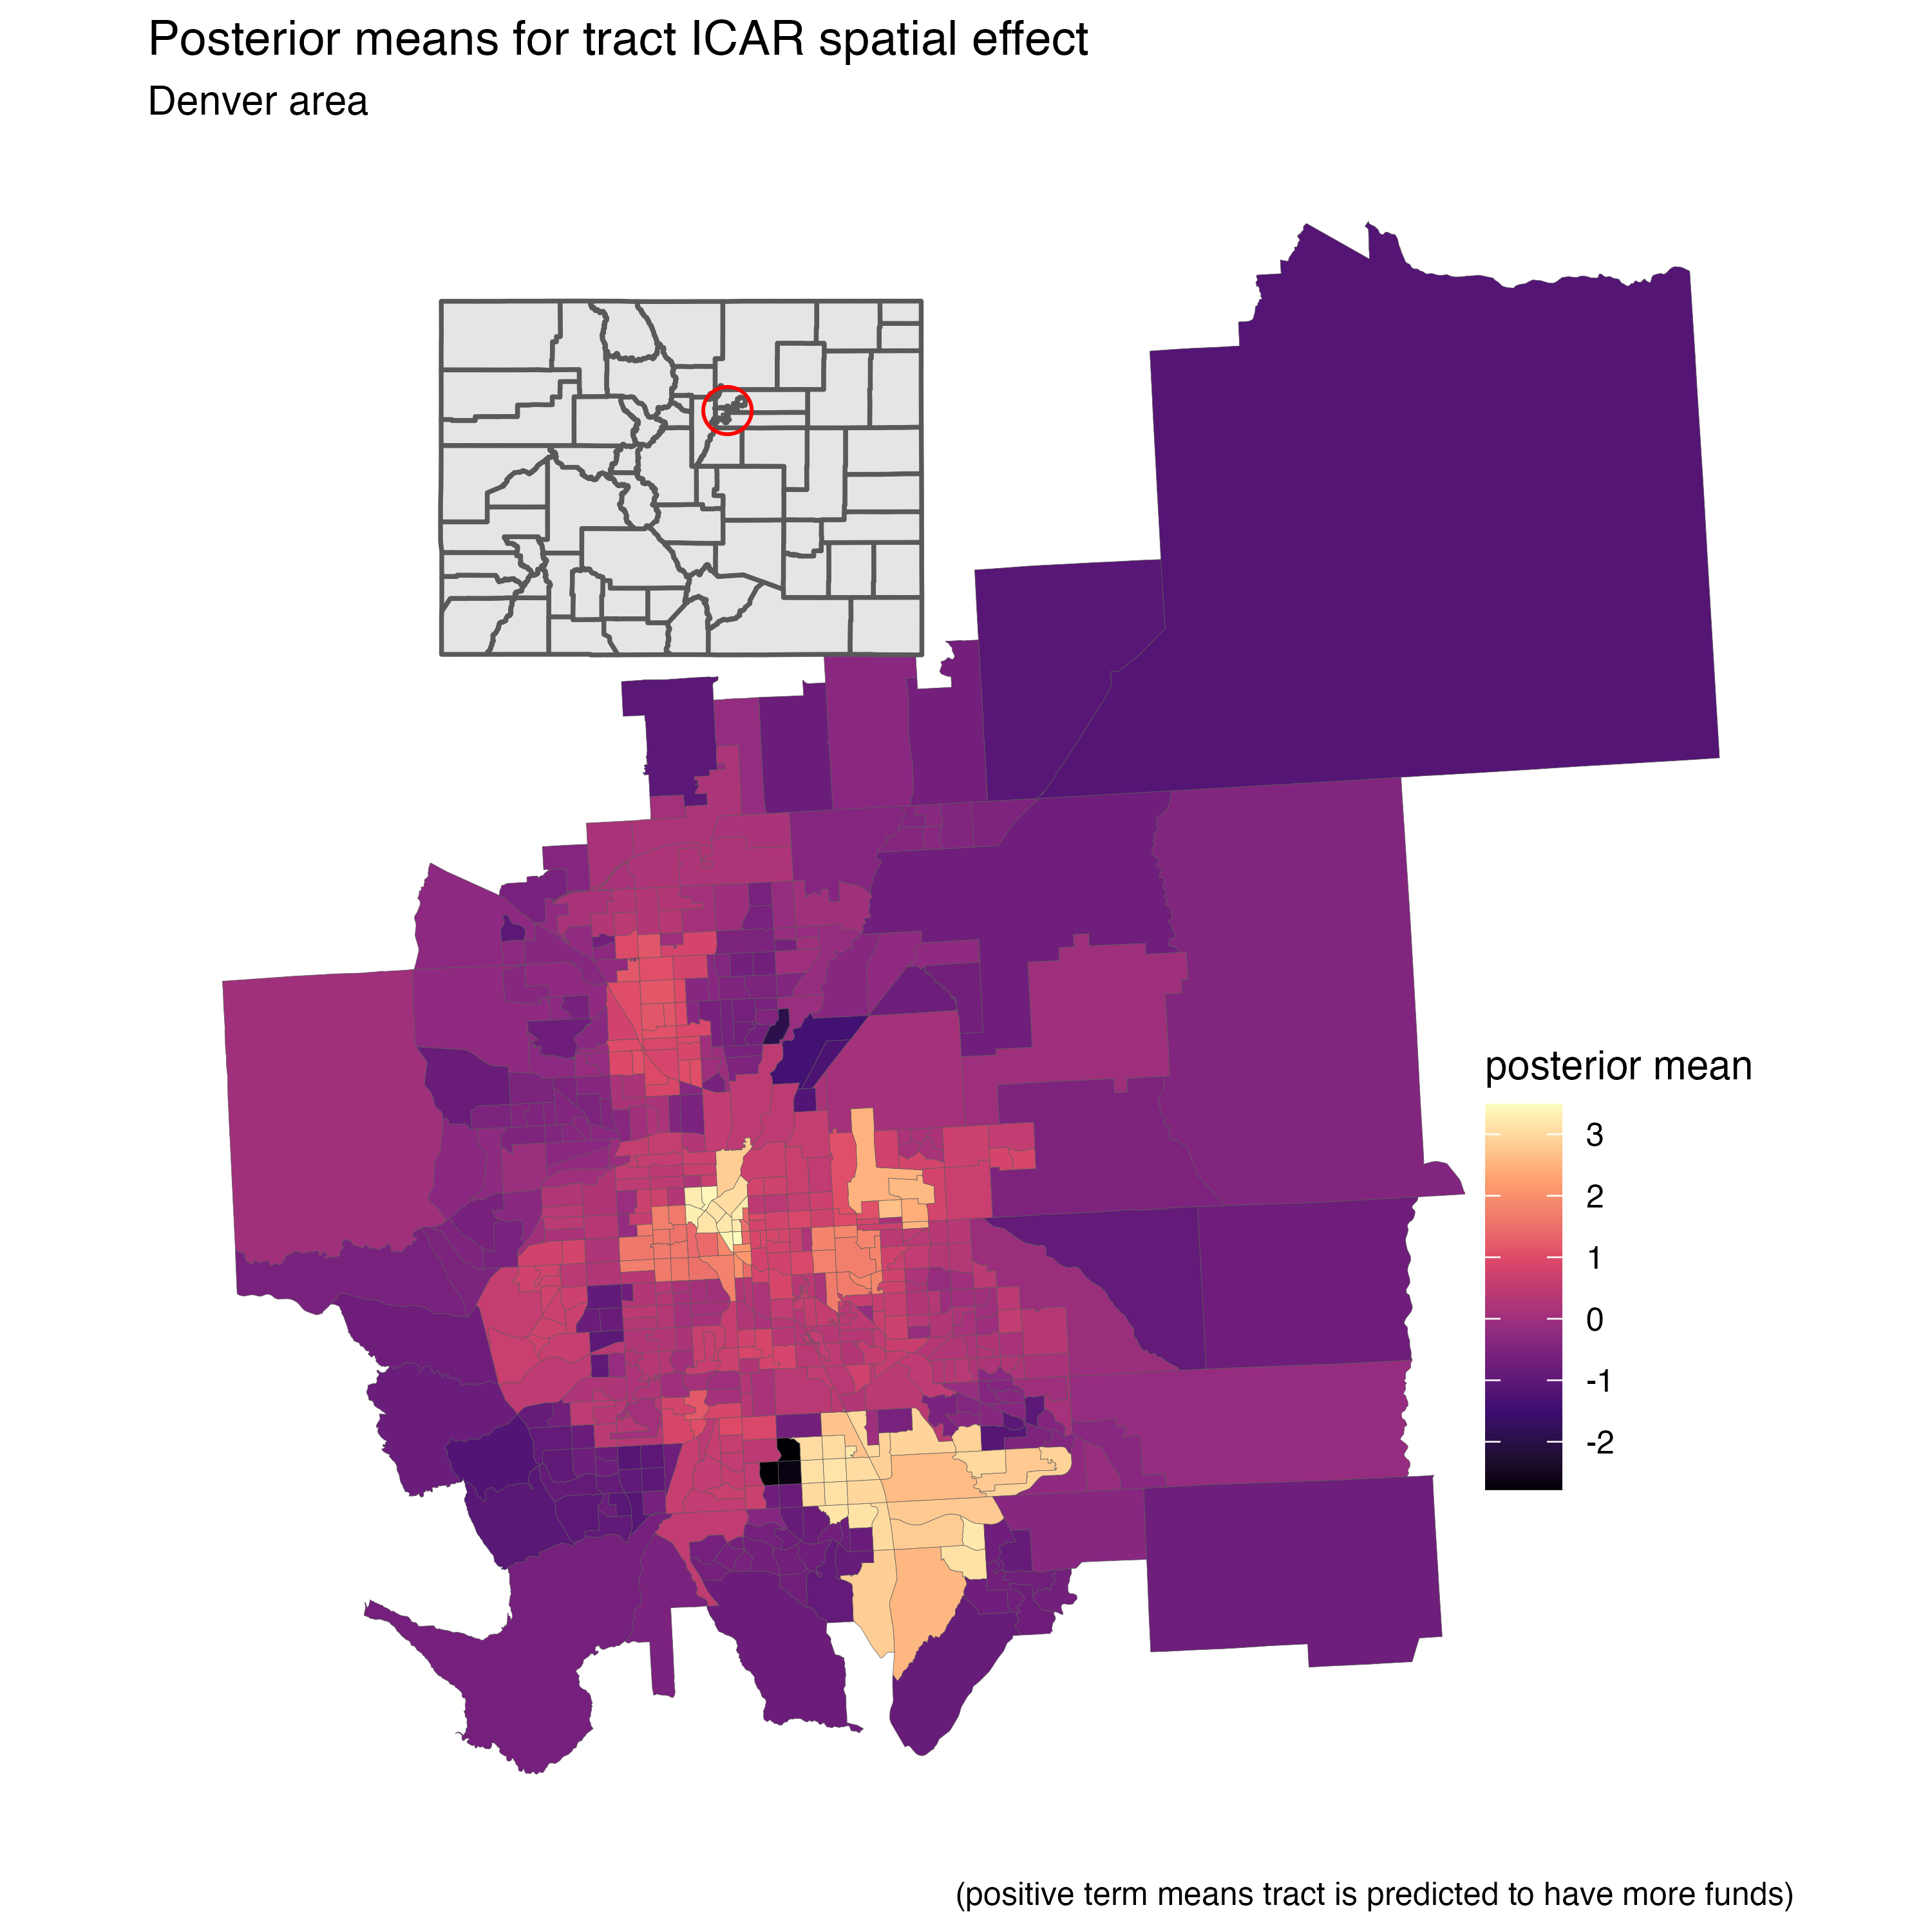 Posterior means for tract ICAR spatial effect
Denver area
posterior mean
3
2
1
0
-1
-2
(positive term means tract is predicted to have more funds)